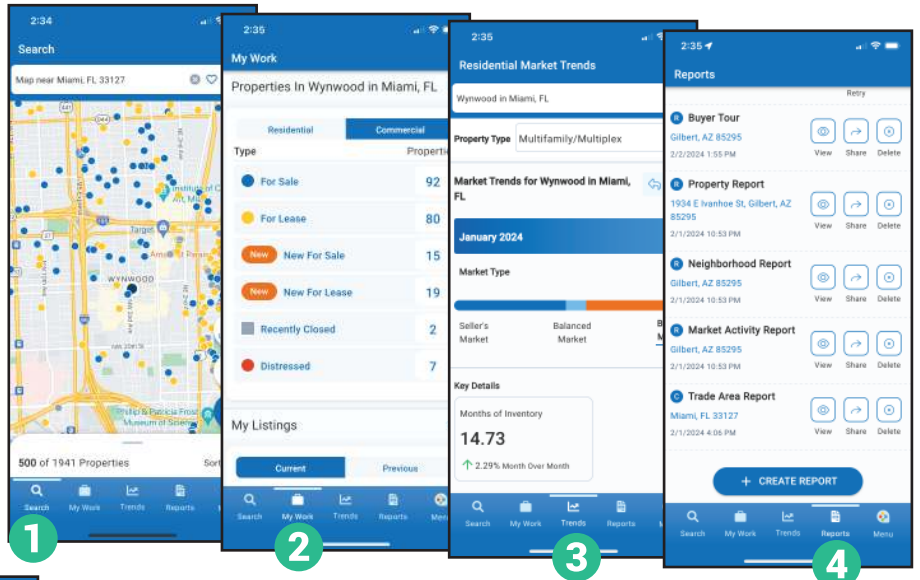 2:34
Search
Map near Miami, FL 33127
Target
WYNWOOD
500 of 1941 Properties
Sort
Search
My Work
Trends
Reports
1
2:35
My Work
Properties In Wynwood in Miami, FL
Residential
Commercial
Type
Properti
For Sale
92
For Lease
80
New
New For Sale
15
New
New For Lease
19
Recently Closed
2
Distressed
7
My Listings
Current
Previous
Search
My Work
Trends
Reports
Men
2
2:35
Residential Market Trends
Wynwood in Miami, FL
Property Type
Multifamily/Multiplex
Market Trends for Wynwood in Miami,
FL
January 2024
Market Type
Seller's
Market
Balanced
Market
B
M
Key Details
Months of Inventory
14.73
2.29% Month Over Month
Search
My Work
Trends
Reports
3
2:35
Reports
Retry
R Buyer Tour
Gilbert, AZ 85295
2/2/2024 1:55 PM
View
Share
Delete
R Property Report
1934 E Ivanhoe St, Gilbert, AZ
85295
2/1/2024 10:53 PM
View
Share
Delete
R Neighborhood Report
Gilbert, AZ 85295
2/1/2024 10:53 PM
View
Share
Delete
R Market Activity Report
Gilbert, AZ 85295
2/1/2024 10:53 PM
View
Share
Delete
C Trade Area Report
Miami, FL 33127
2/1/2024 4:06 PM
View
Share
Delete
+ CREATE REPORT
Search
My Work
Trends
Reports
Menu
4